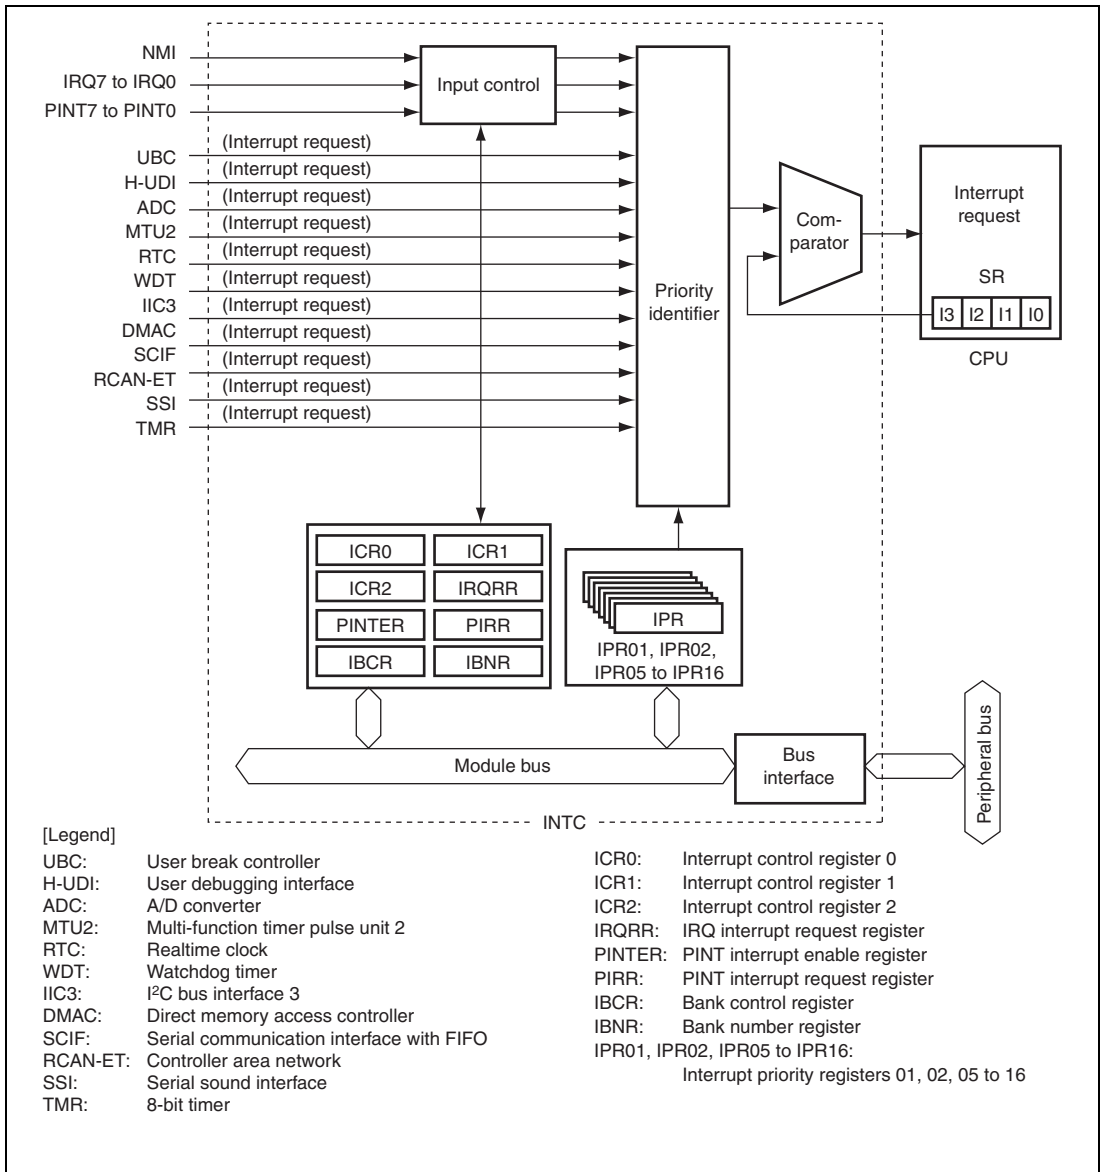 NMI
IRQ7 to IRQ0
PINT7 to PINT0
Input control
UBC
(Interrupt request)
H-UDI
(Interrupt request)
ADC
(Interrupt request)
MTU2
(Interrupt request)
RTC
(Interrupt request)
WDT
(Interrupt request)
IIC3
(Interrupt request)
DMAC
(Interrupt request)
SCIF
(Interrupt request)
RCAN-ET
(Interrupt request)
SSI
(Interrupt request)
TMR
Priority
identifier
Com-
parator
Interrupt
request
SR
I3 I2 I1 I0
CPU
ICR0 ICR1
ICR2 IRQRR
PINTER PIRR
IBCR IBNR
IPR
IPR01, IPR02,
IPR05 to IPR16
Module bus
Bus
interface
Peripheral bus
INTC
[Legend]
UBC: User break controller
H-UDI: User debugging interface
ADC: A/D converter
MTU2: Multi-function timer pulse unit 2
RTC: Realtime clock
WDT: Watchdog timer
IIC3: I²C bus interface 3
DMAC: Direct memory access controller
SCIF: Serial communication interface with FIFO
RCAN-ET: Controller area network
SSI: Serial sound interface
TMR: 8-bit timer
ICR0: Interrupt control register 0
ICR1: Interrupt control register 1
ICR2: Interrupt control register 2
IRQRR: IRQ interrupt request register
PINTER: PINT interrupt enable register
PIRR: PINT interrupt request register
IBCR: Bank control register
IBNR: Bank number register
IPR01, IPR02, IPR05 to IPR16:
Interrupt priority registers 01, 02, 05 to 16